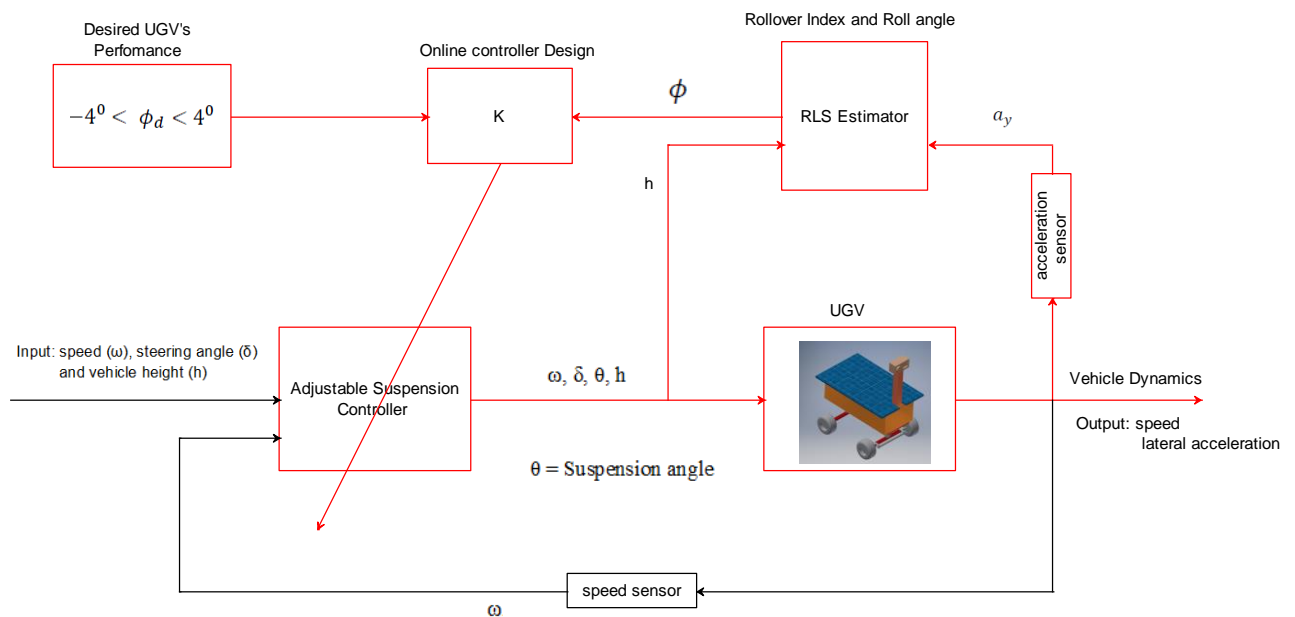 Rollover Index and Roll angle
Desired UGV's
Perfomance
Online controller Design
−4⁰ < ϕd < 4⁰
K
ϕ
RLS Estimator
ay
h
acceleration
sensor
UGV
Input: speed (ω), steering angle (δ)
and vehicle height (h)
Adjustable Suspension
Controller
ω, δ, θ, h
Vehicle Dynamics
Output: speed
lateral acceleration
θ = Suspension angle
speed sensor
ω